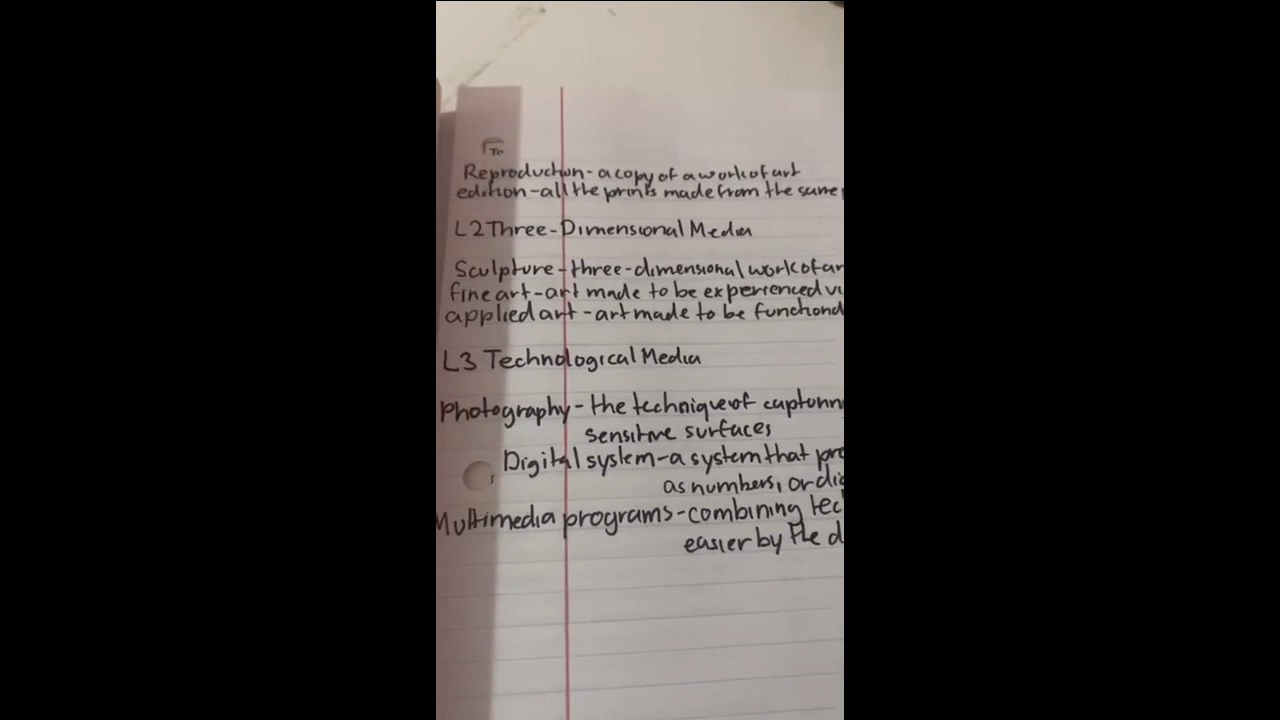 To
Reproduction - a copy of a work of art
edition - all the prints made from the same
L2 Three-Dimensional Media
Sculpture - three-dimensional work of
fine art - art made to be experienced
applied art - art made to be
L3 Technological Media
Photography - the technique of
sensitive surfaces
Digital system - a system that
as numbers, or
Multimedia programs - combining
easier by the